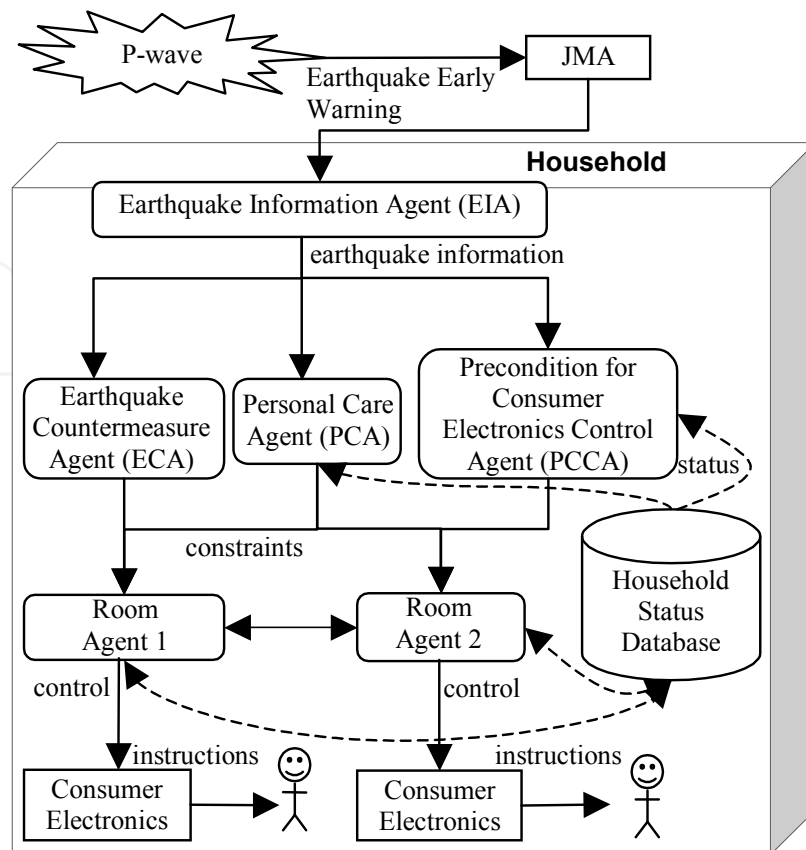 P-wave
JMA
Earthquake Early
Warning
Household
Earthquake Information Agent (EIA)
earthquake information
Earthquake
Countermeasure
Agent (ECA)
Personal Care
Agent (PCA)
Precondition for
Consumer
Electronics Control
Agent (PCCA)
status
constraints
Household
Status
Database
Room
Agent 1
Room
Agent 2
control
control
instructions
instructions
Consumer
Electronics
Consumer
Electronics